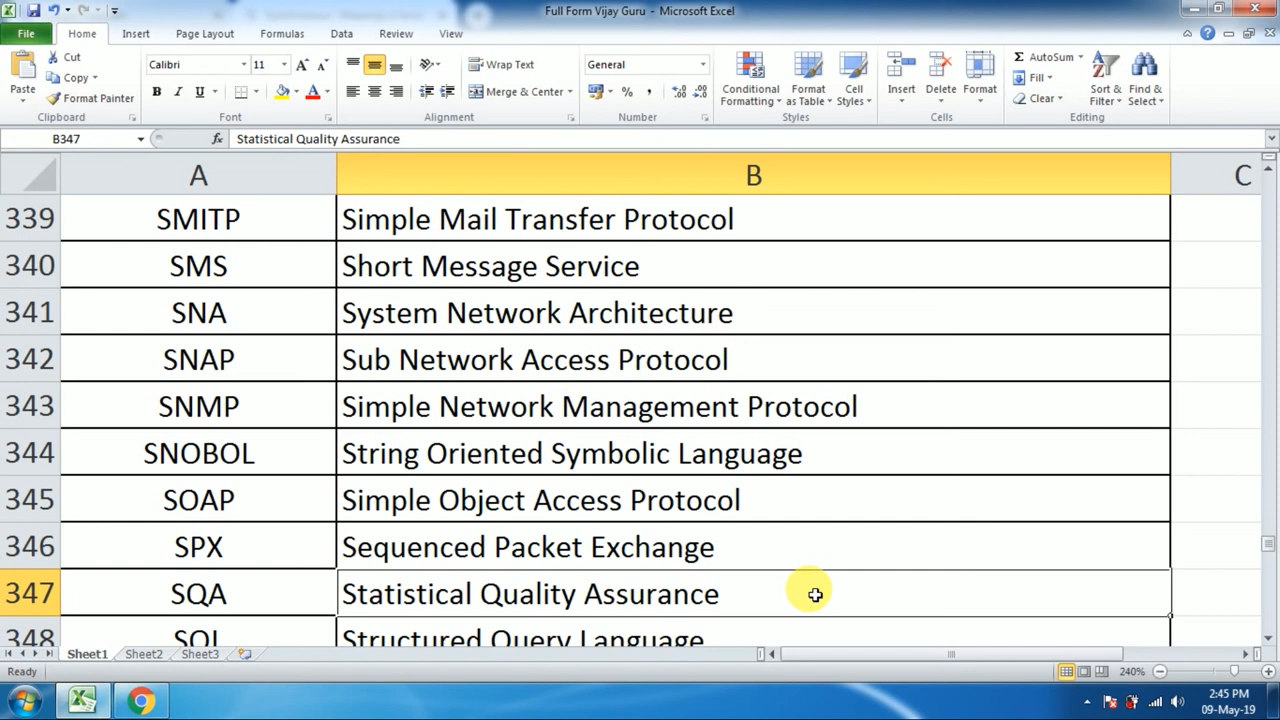 Full Form Vijay Guru - Microsoft Excel
File Home Insert Page Layout Formulas Data Review View
Paste
Cut
Copy
Format Painter
Clipboard
Calibri 11
B I U A
Font
Wrap Text
Merge & Center
Alignment
General
% ,
Number
Conditional Formatting
Format as Table
Cell Styles
Styles
Insert Delete Format
Cells
Σ AutoSum
Fill
Clear
Sort & Filter
Find & Select
Editing
B347 fx Statistical Quality Assurance
A B C
339 SMITP Simple Mail Transfer Protocol
340 SMS Short Message Service
341 SNA System Network Architecture
342 SNAP Sub Network Access Protocol
343 SNMP Simple Network Management Protocol
344 SNOBOL String Oriented Symbolic Language
345 SOAP Simple Object Access Protocol
346 SPX Sequenced Packet Exchange
347 SQA Statistical Quality Assurance
348 SQL Structured Query Language
Sheet1 Sheet2 Sheet3
Ready 240%
2:45 PM
09-May-19